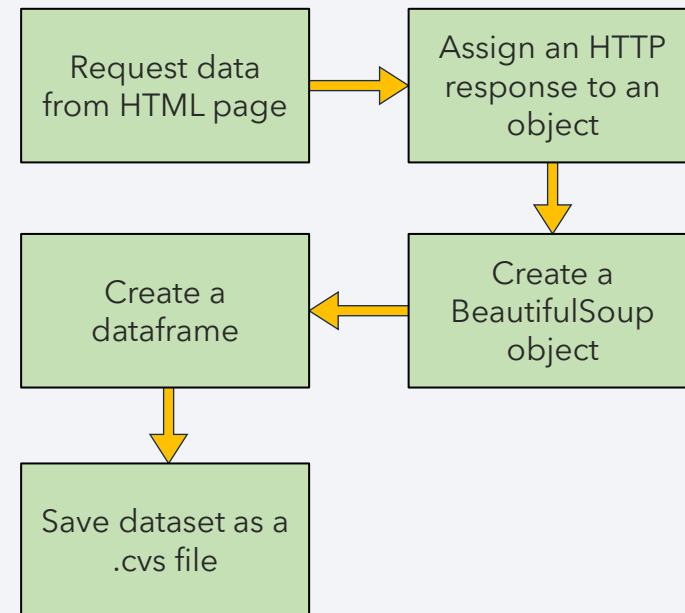 Request data
from HTML page
Assign an HTTP
response to an
object
Create a
BeautifulSoup
object
Create a
dataframe
Save dataset as a
.cvs file